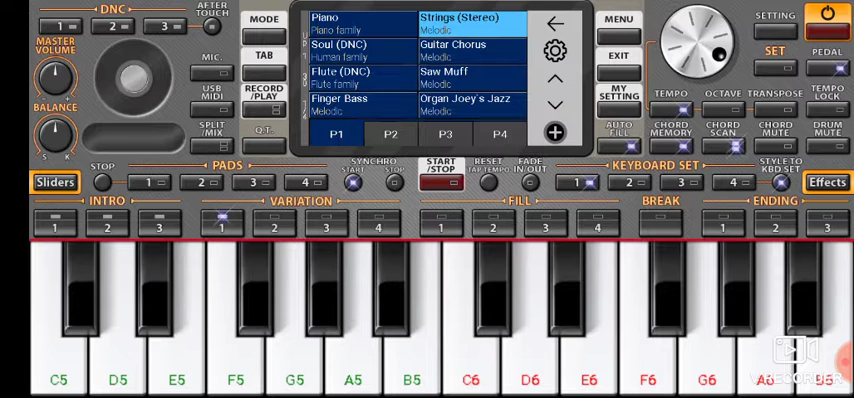 DNC
1
2
3
AFTER
TOUCH
MASTER
VOLUME
BALANCE
S
K
MIC.
USB
MIDI
SPLIT
/MIX
MODE
TAB
RECORD
/PLAY
Q.T.
Piano
Piano family
Strings (Stereo)
Melodic
Soul (DNC)
Human family
Guitar Chorus
Melodic
Flute (DNC)
Flute family
Saw Muff
Melodic
Finger Bass
Melodic
Organ Joey's Jazz
Melodic
P1
P2
P3
P4
MENU
EXIT
MY
SETTING
AUTO
FILL
SETTING
SET
PEDAL
TEMPO
OCTAVE
TRANSPOSE
TEMPO
LOCK
CHORD
MEMORY
CHORD
SCAN
CHORD
MUTE
DRUM
MUTE
Sliders
STOP
PADS
1
2
3
4
SYNCHRO
START
STOP
START
/STOP
RESET
TAP TEMPO
FADE
IN/OUT
KEYBOARD SET
1
2
3
4
STYLE TO
KBD SET
Effects
INTRO
1
2
3
VARIATION
1
2
3
4
FILL
1
2
3
4
BREAK
ENDING
1
2
3
C5 D5 E5 F5 G5 A5 B5 C6 D6 E6 F6 G6 A6 B6
VRECORDER